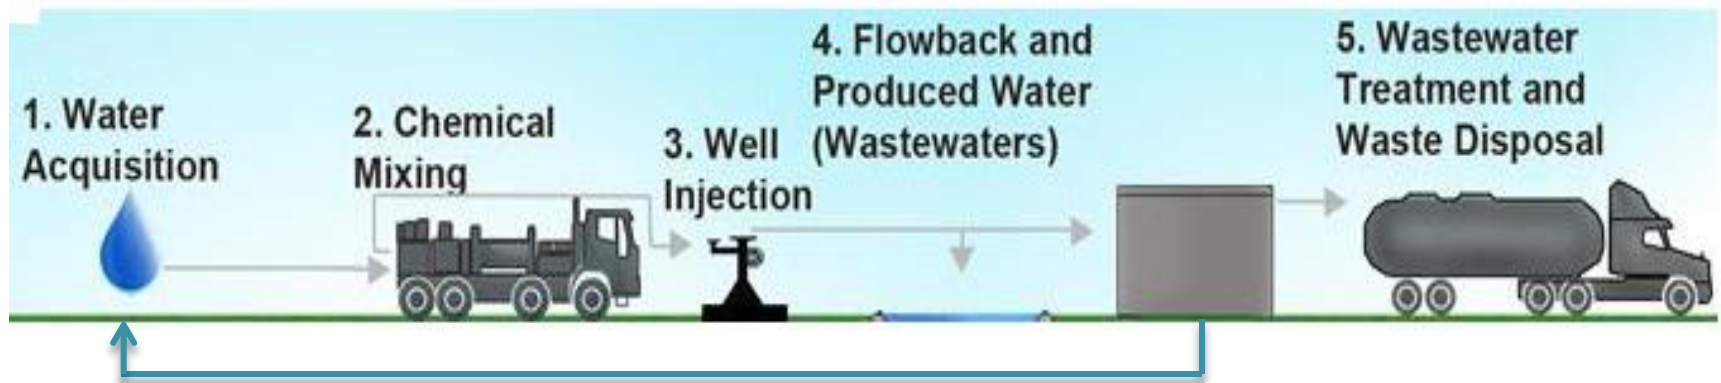 1. Water
Acquisition
2. Chemical
Mixing
3. Well
Injection
4. Flowback and
Produced Water
(Wastewaters)
5. Wastewater
Treatment and
Waste Disposal